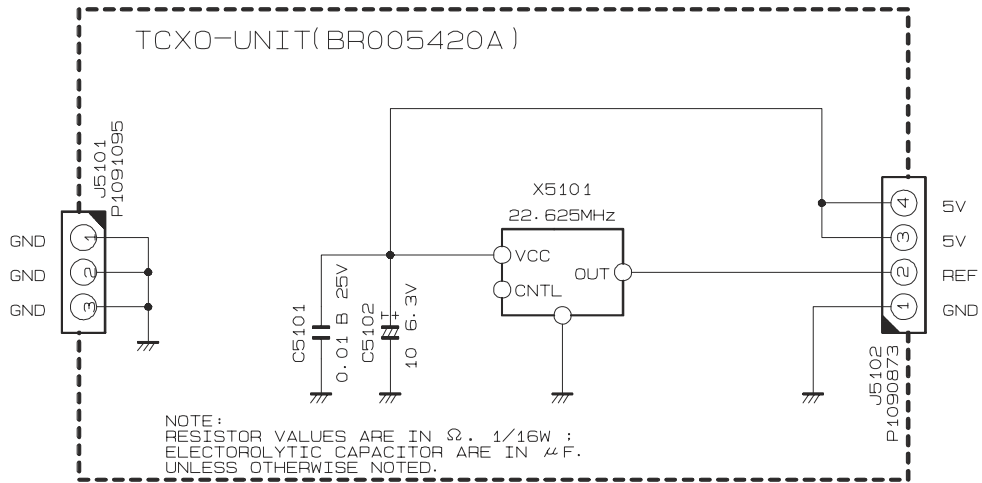 TCXO-UNIT(BR005420A)
J5101
P1091095
GND
GND
GND
1
2
3
X5101
22.625MHz
VCC
CNTL
OUT
C5101
0.01 B 25V
C5102
10 6.3V
+
4
3
2
1
5V
5V
REF
GND
J5102
P1090873
NOTE:
RESISTOR VALUES ARE IN Ω. 1/16W ;
ELECTOROLYTIC CAPACITOR ARE IN μF.
UNLESS OTHERWISE NOTED.